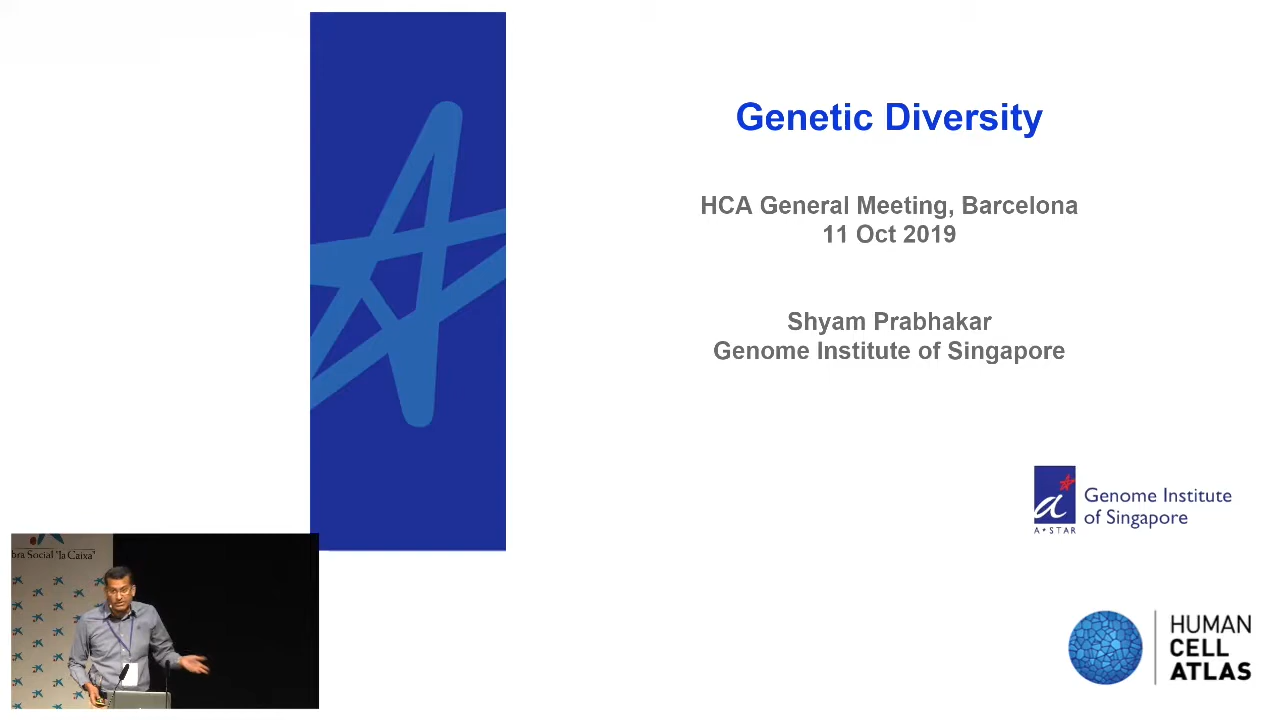 Genetic Diversity
HCA General Meeting, Barcelona
11 Oct 2019
Shyam Prabhakar
Genome Institute of Singapore
a
A★STAR
Genome Institute
of Singapore
bra Social "la Caixa"
HUMAN
CELL
ATLAS